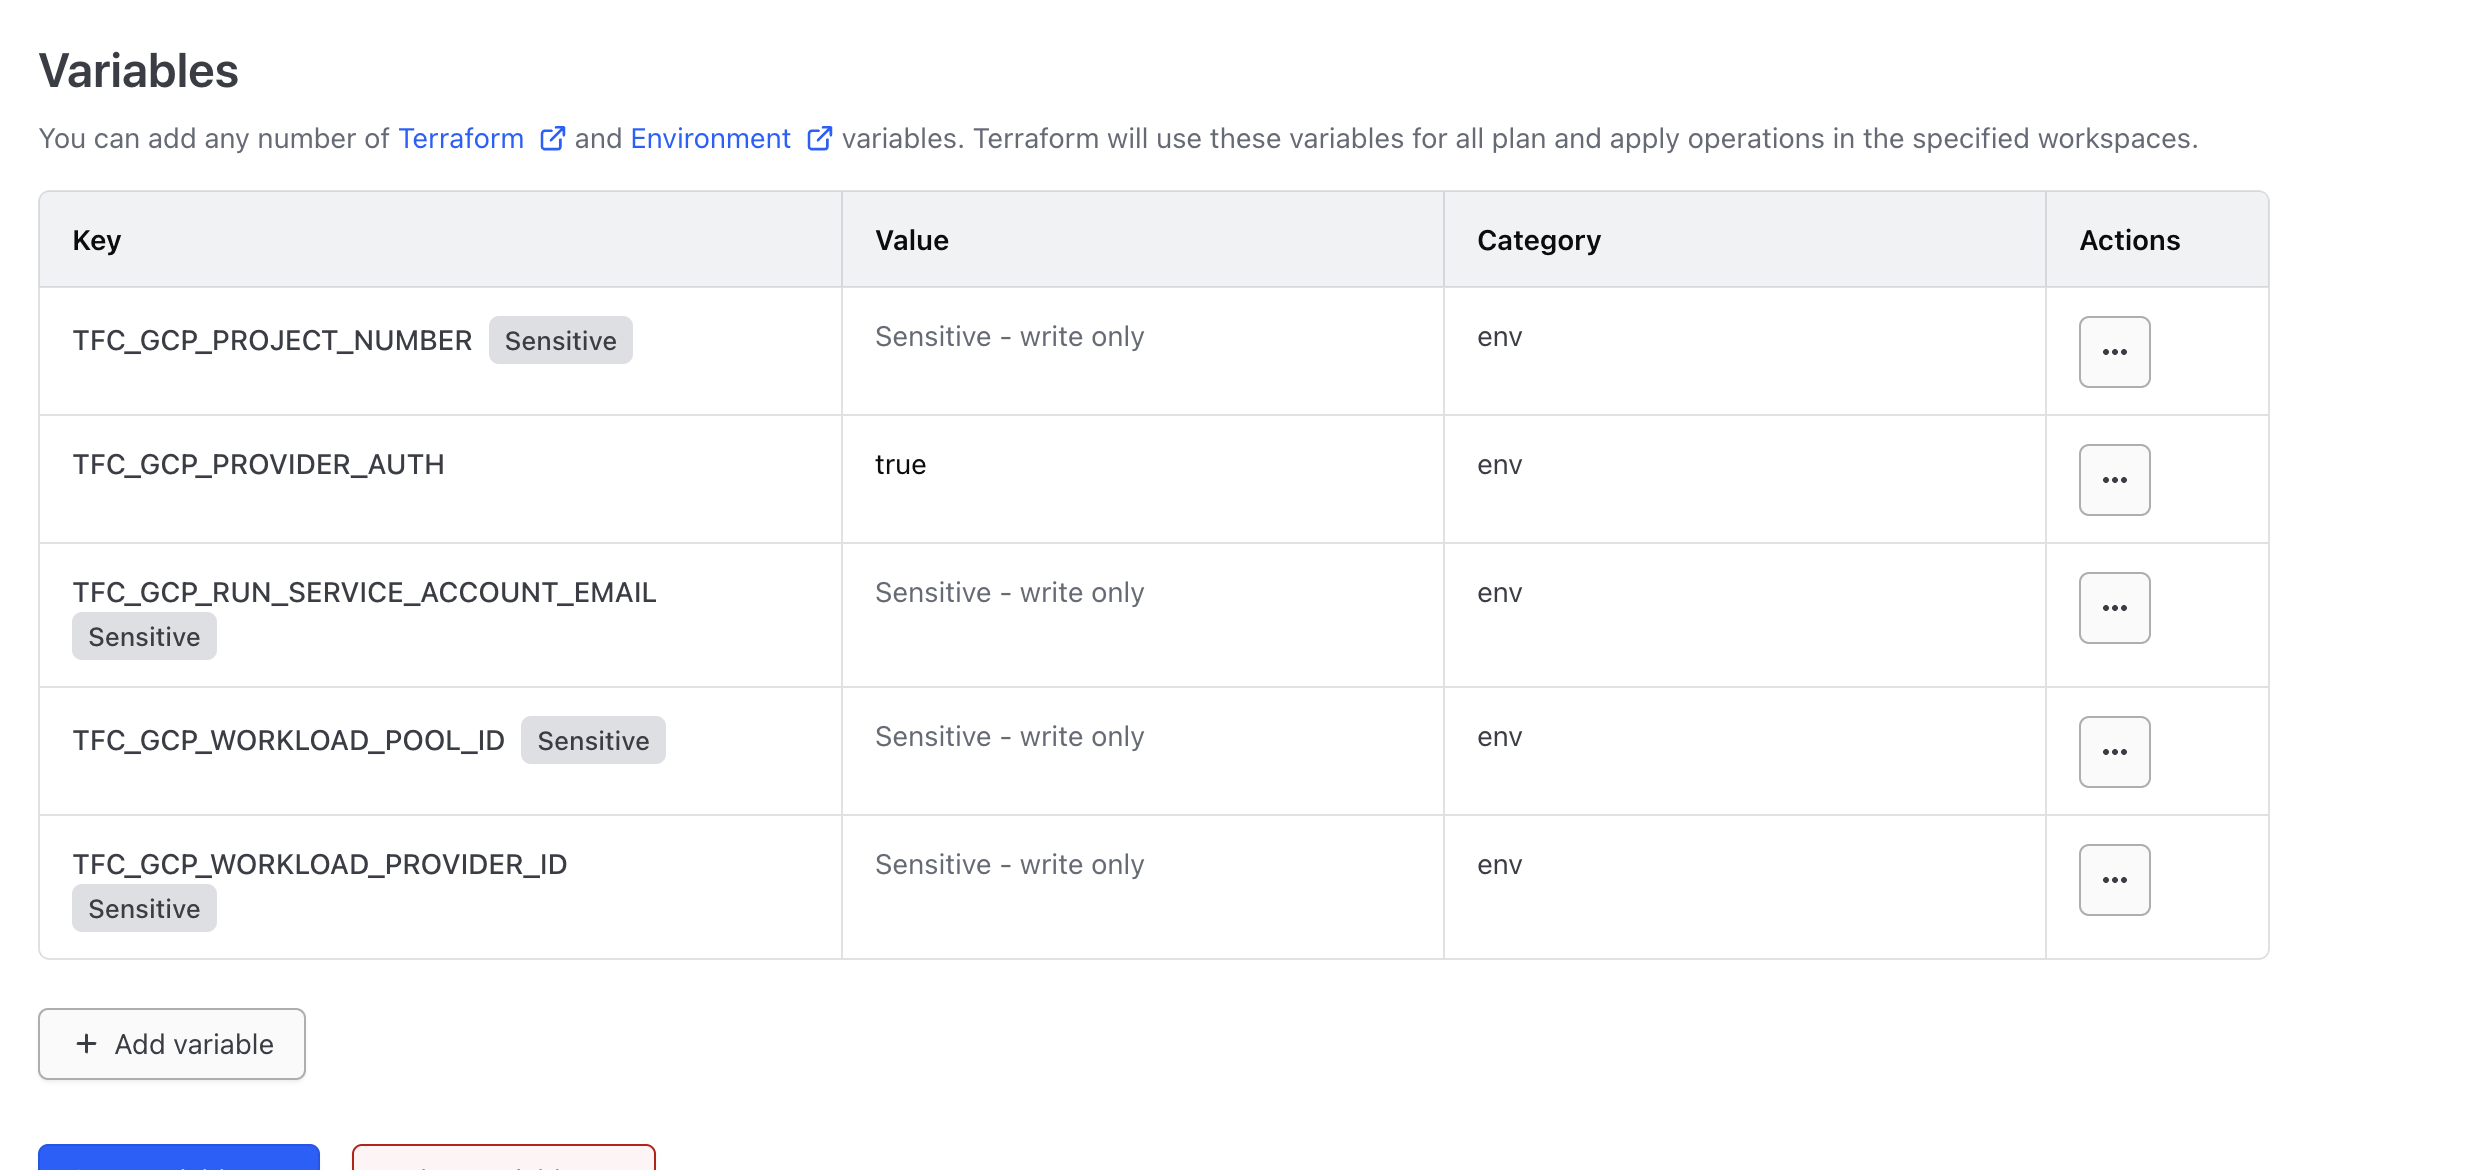 Variables
You can add any number of Terraform and Environment variables. Terraform will use these variables for all plan and apply operations in the specified workspaces.
Key Value Category Actions
TFC_GCP_PROJECT_NUMBER Sensitive Sensitive - write only env
TFC_GCP_PROVIDER_AUTH true env
TFC_GCP_RUN_SERVICE_ACCOUNT_EMAIL Sensitive - write only env
Sensitive
TFC_GCP_WORKLOAD_POOL_ID Sensitive Sensitive - write only env
TFC_GCP_WORKLOAD_PROVIDER_ID Sensitive - write only env
Sensitive
+ Add variable